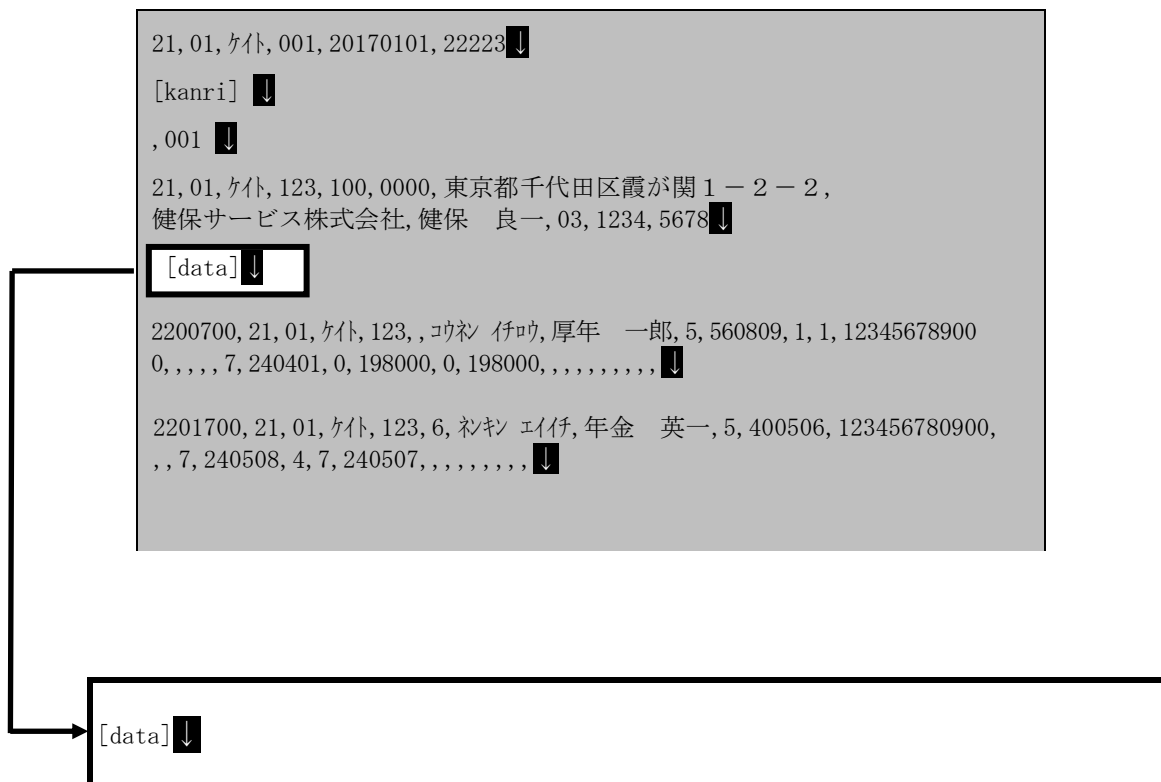 21,01,ｹｲﾄ,001,20170101,22223↓
[kanri] ↓
,001 ↓
21,01,ｹｲﾄ,123,100,0000,東京都千代田区霞が関１－２－２,
健保サービス株式会社,健保　良一,03,1234,5678↓
[data]↓
2200700,21,01,ｹｲﾄ,123,,ｺｳﾈﾝ ｲﾁﾛｳ,厚年　一郎,5,560809,1,1,12345678900
0,,,,,7,240401,0,198000,0,198000,,,,,,,,,,↓
2201700,21,01,ｹｲﾄ,123,6,ﾈﾝｷﾝ ｴｲｲﾁ,年金　英一,5,400506,123456780900,
,,7,240508,4,7,240507,,,,,,,,,↓
[data]↓